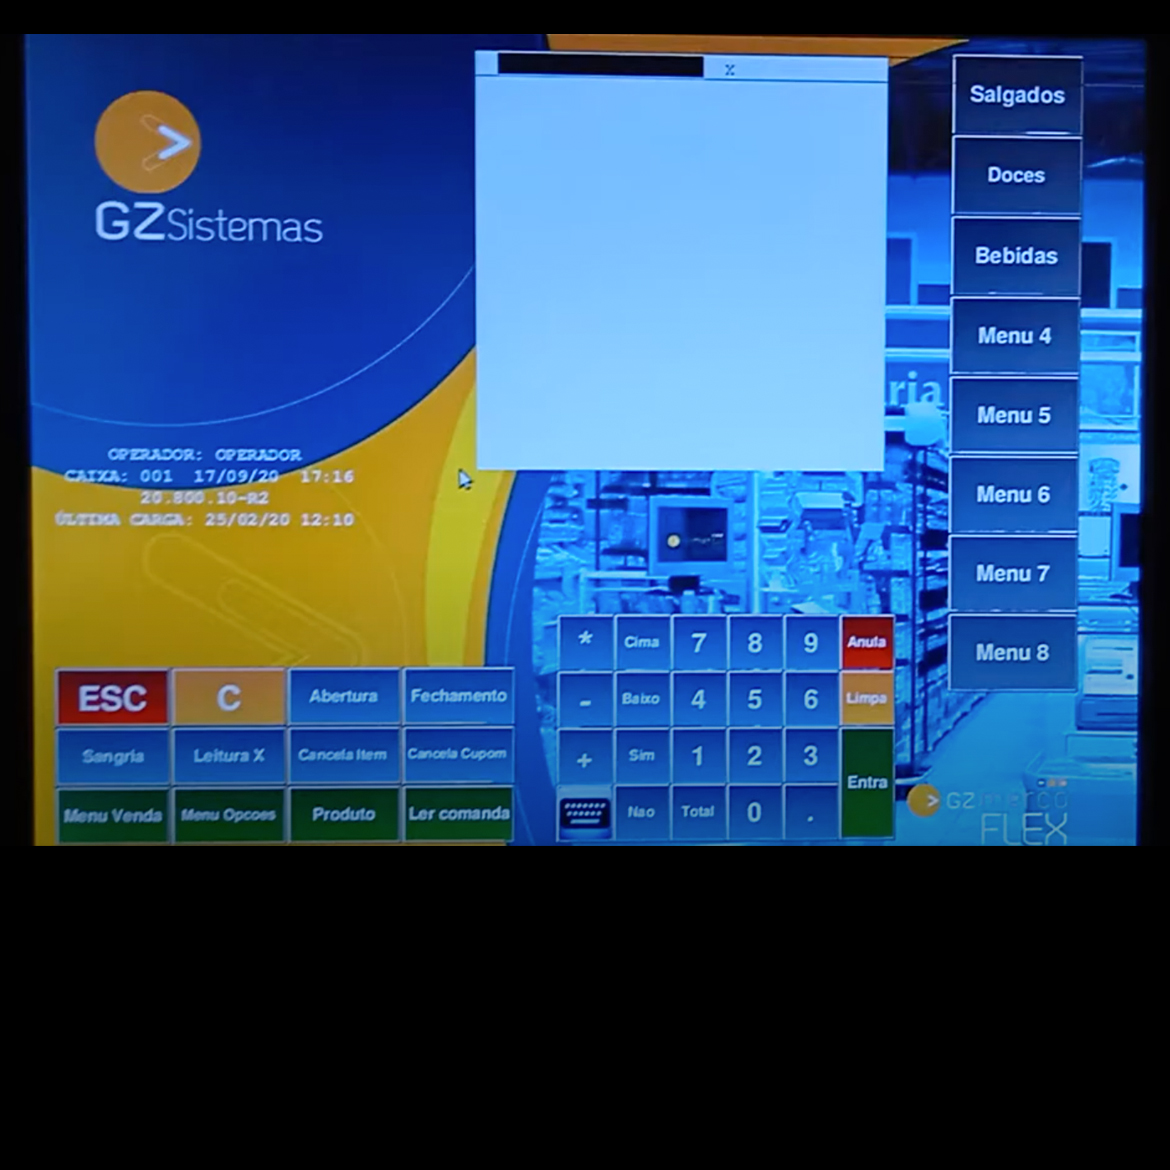 GZSistemas
X
Salgados
Doces
Bebidas
Menu 4
Menu 5
Menu 6
Menu 7
Menu 8
ria
OPERADOR: OPERADOR
CAIXA: 001 17/09/20 17:16
20.800.10-R2
ÚLTIMA CARGA: 25/02/20 12:10
ESC C Abertura Fechamento
Sangria Leitura X Cancela Item Cancela Cupom
Menu Venda Menu Opcoes Produto Ler comanda
* Cima 7 8 9 Anula
- Baixo 4 5 6 Limpa
+ Sim 1 2 3 Entra
Nao Total 0 .
GZ
FLEX